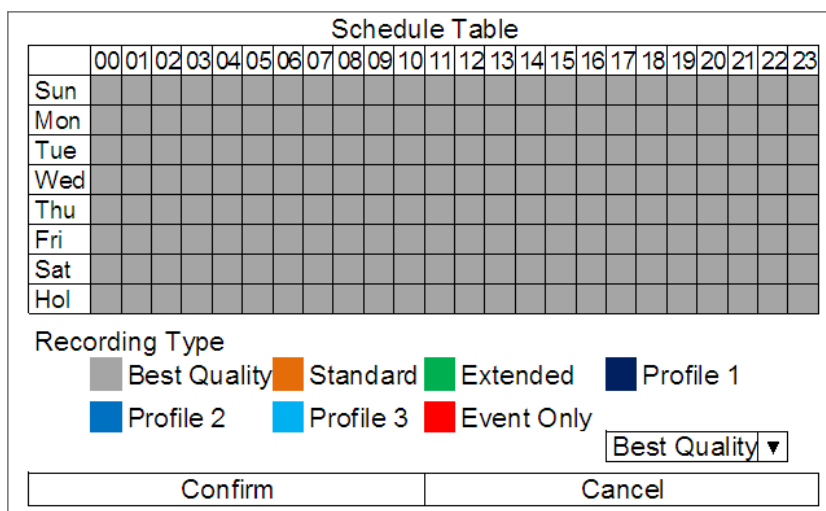 Schedule Table
00 01 02 03 04 05 06 07 08 09 10 11 12 13 14 15 16 17 18 19 20 21 22 23
Sun
Mon
Tue
Wed
Thu
Fri
Sat
Hol
Recording Type
Best Quality Standard Extended Profile 1
Profile 2 Profile 3 Event Only
Best Quality ▼
Confirm Cancel